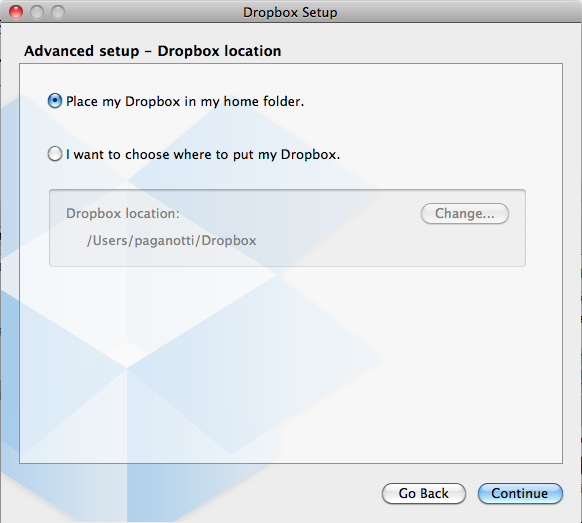 Dropbox Setup
Advanced setup – Dropbox location
Place my Dropbox in my home folder.
I want to choose where to put my Dropbox.
Dropbox location:
Change...
/Users/paganotti/Dropbox
Go Back
Continue